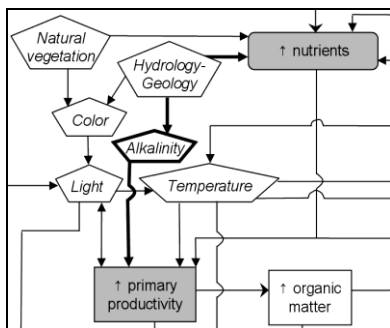 Natural
vegetation
Hydrology-
Geology
↑ nutrients
Color
Alkalinity
Light
Temperature
↑ primary
productivity
↑ organic
matter